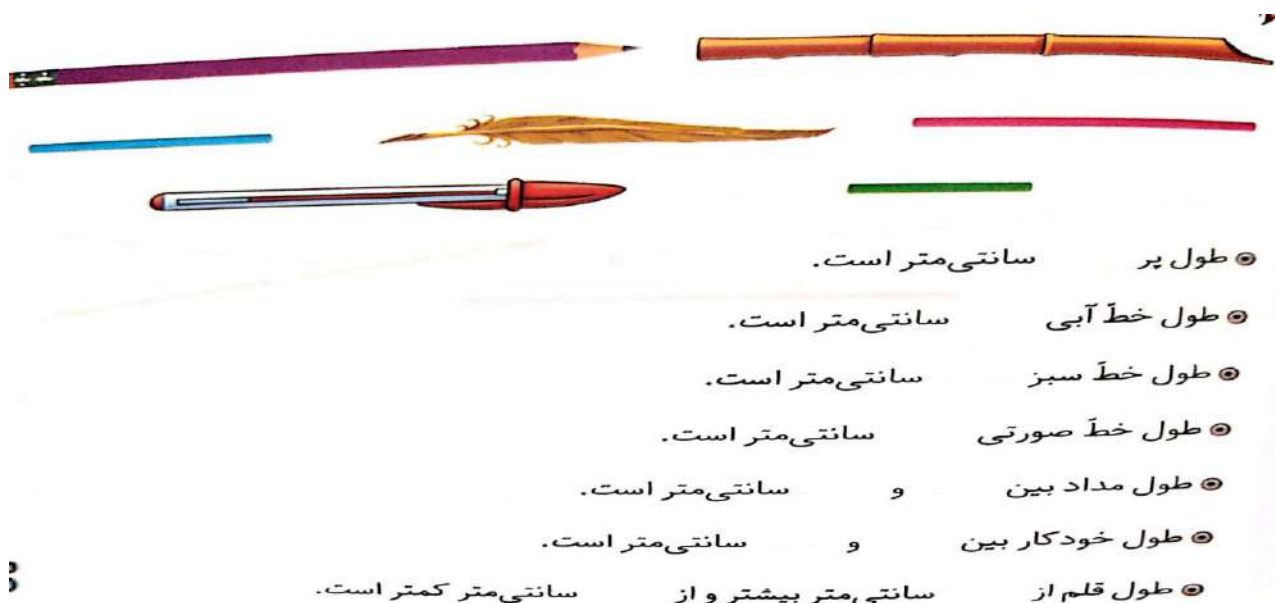 طول پر سانتی‌متر است.
طول خطّ آبی سانتی‌متر است.
طول خطّ سبز سانتی‌متر است.
طول خطّ صورتی سانتی‌متر است.
طول مداد بین و سانتی‌متر است.
طول خودکار بین و سانتی‌متر است.
طول قلم از سانتی‌متر بیشتر و از سانتی‌متر کمتر است.